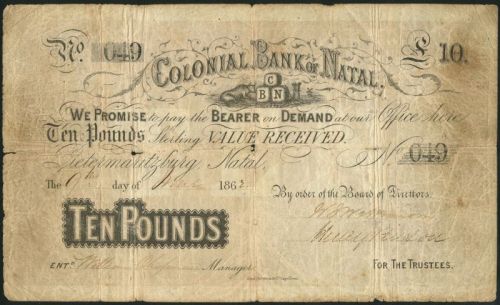 No. 049 £ 10.
COLONIAL BANK OF NATAL,
C
B N
WE PROMISE to pay the BEARER on DEMAND at our Office here
Ten Pounds Sterling VALUE RECEIVED.
Pietermaritzburg Natal. No 049
The 9th day of 186
By order of the Board of Directors.
TEN POUNDS
ENTD. Manager FOR THE TRUSTEES.